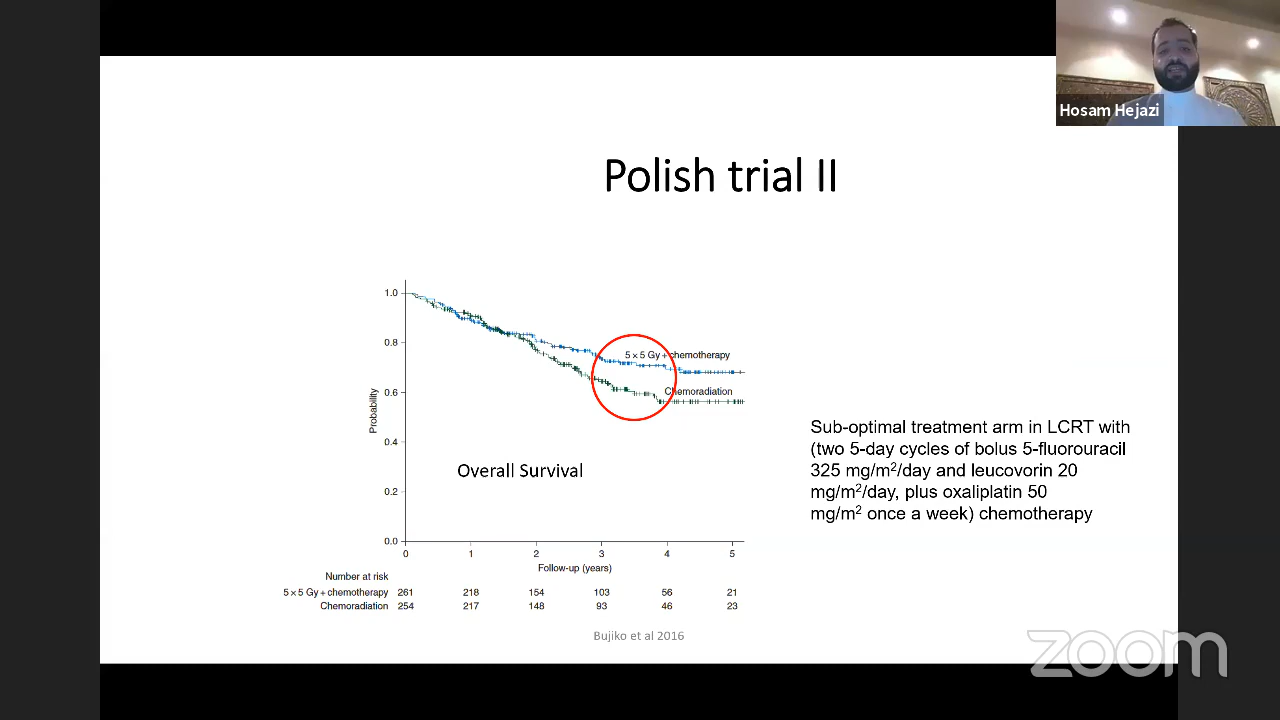 Hosam Hejazi
Polish trial II
1.0
0.8
0.6
0.4
0.2
0.0
Probability
5 × 5 Gy + chemotherapy
Chemoradiation
Overall Survival
0 1 2 3 4 5
Follow-up (years)
Number at risk
5 × 5 Gy + chemotherapy 261 218 154 103 56 21
Chemoradiation 254 217 148 93 46 23
Sub-optimal treatment arm in LCRT with
(two 5-day cycles of bolus 5-fluorouracil
325 mg/m²/day and leucovorin 20
mg/m²/day, plus oxaliplatin 50
mg/m² once a week) chemotherapy
Bujiko et al 2016
zoom